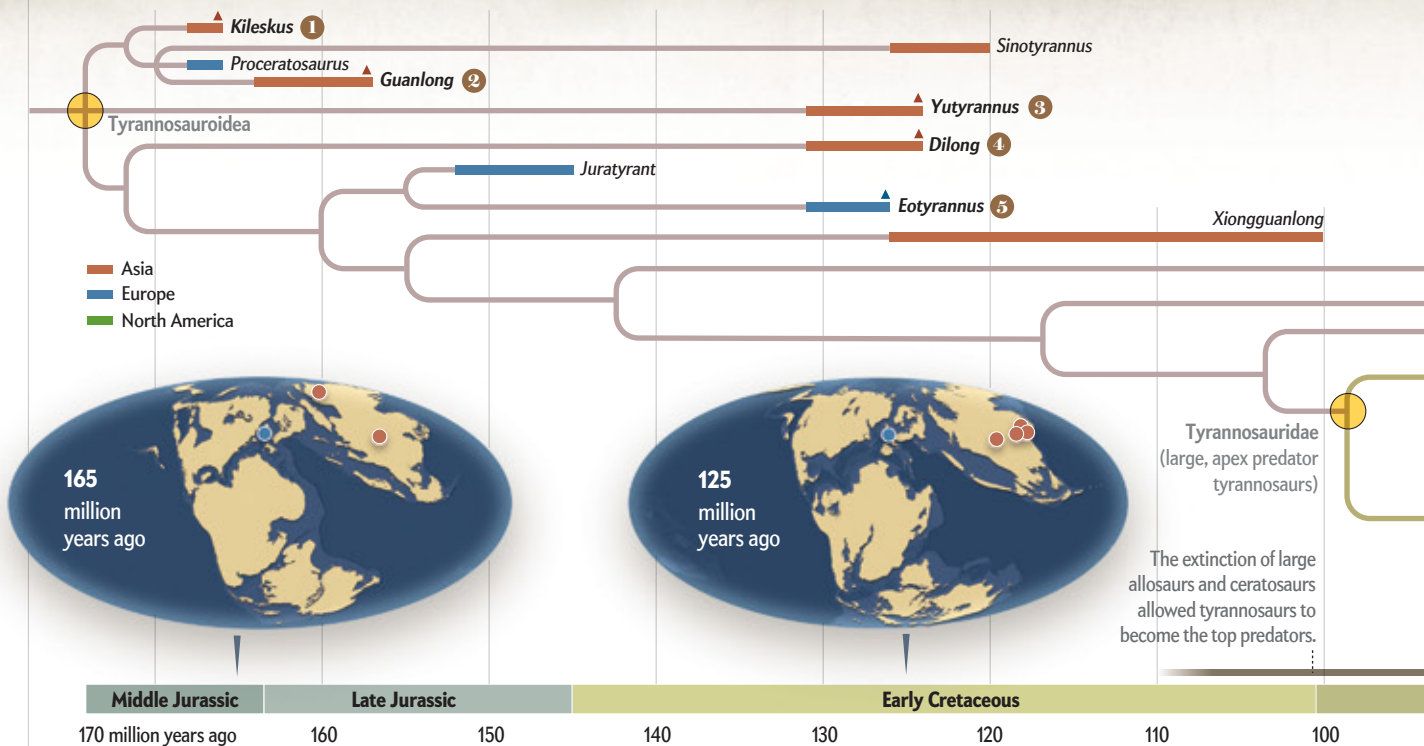 Kileskus 1
Sinotyrannus
Proceratosaurus
Guanlong 2
Yutyrannus 3
Tyrannosauroidea
Dilong 4
Juratyrant
Eotyrannus 5
Xiongguanlong
Asia
Europe
North America
165
million
years ago
125
million
years ago
Tyrannosauridae
(large, apex predator
tyrannosaurs)
The extinction of large
allosaurs and ceratosaurs
allowed tyrannosaurs to
become the top predators.
Middle Jurassic
Late Jurassic
Early Cretaceous
170 million years ago
160
150
140
130
120
110
100